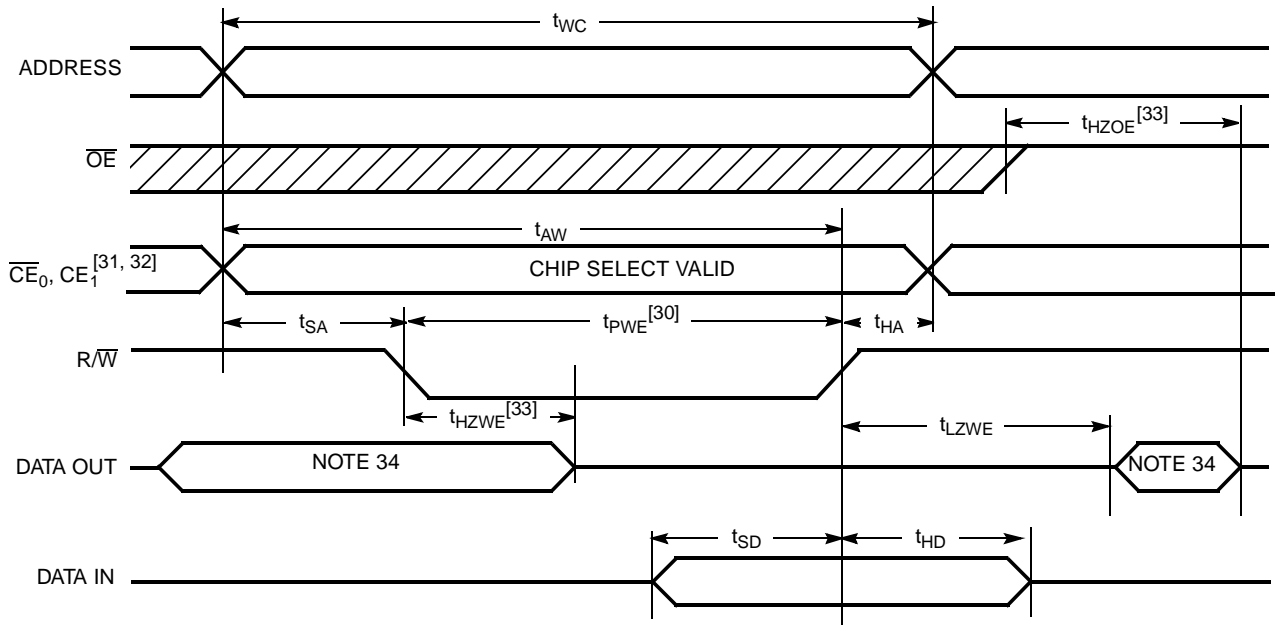 tWC
ADDRESS
tHZOE[33]
OE
tAW
CE0, CE1[31, 32]
CHIP SELECT VALID
tSA
tPWE[30]
tHA
R/W
tHZWE[33]
tLZWE
DATA OUT
NOTE 34
NOTE 34
tSD
tHD
DATA IN